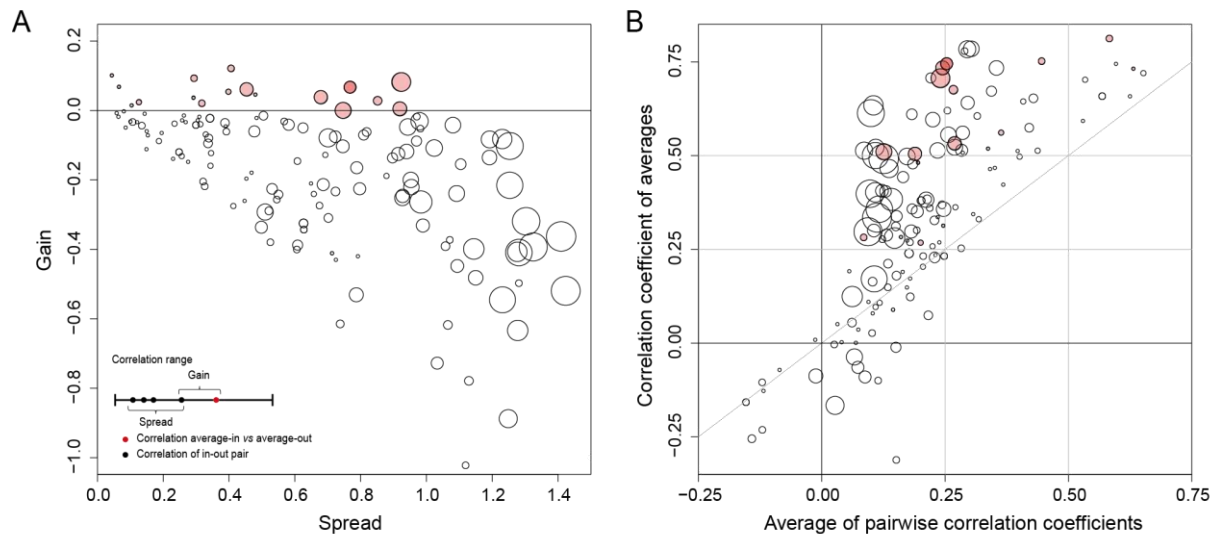 A
0.2
0.0
−0.2
−0.4
−0.6
−0.8
−1.0
Gain
Correlation range
Gain
Spread
Correlation average-in vs average-out
Correlation of in-out pair
0.0 0.2 0.4 0.6 0.8 1.0 1.2 1.4
Spread
B
0.75
0.50
0.25
0.00
−0.25
Correlation coefficient of averages
−0.25 0.00 0.25 0.50 0.75
Average of pairwise correlation coefficients